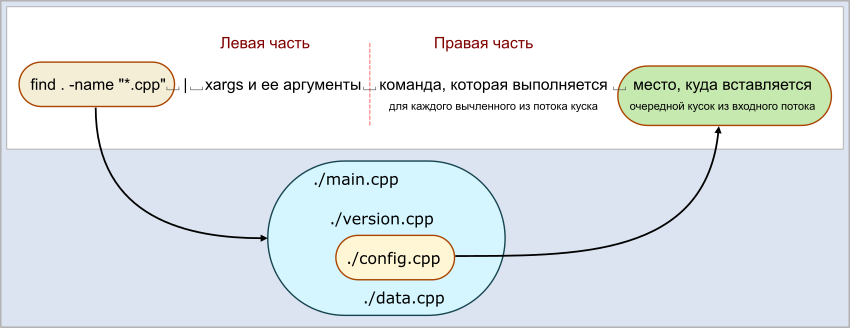 Левая часть
Правая часть
find . -name "*.cpp" | xargs и ее аргументы команда, которая выполняется место, куда вставляется
для каждого вычленного из потока куска очередной кусок из входного потока
./main.cpp
./version.cpp
./config.cpp
./data.cpp